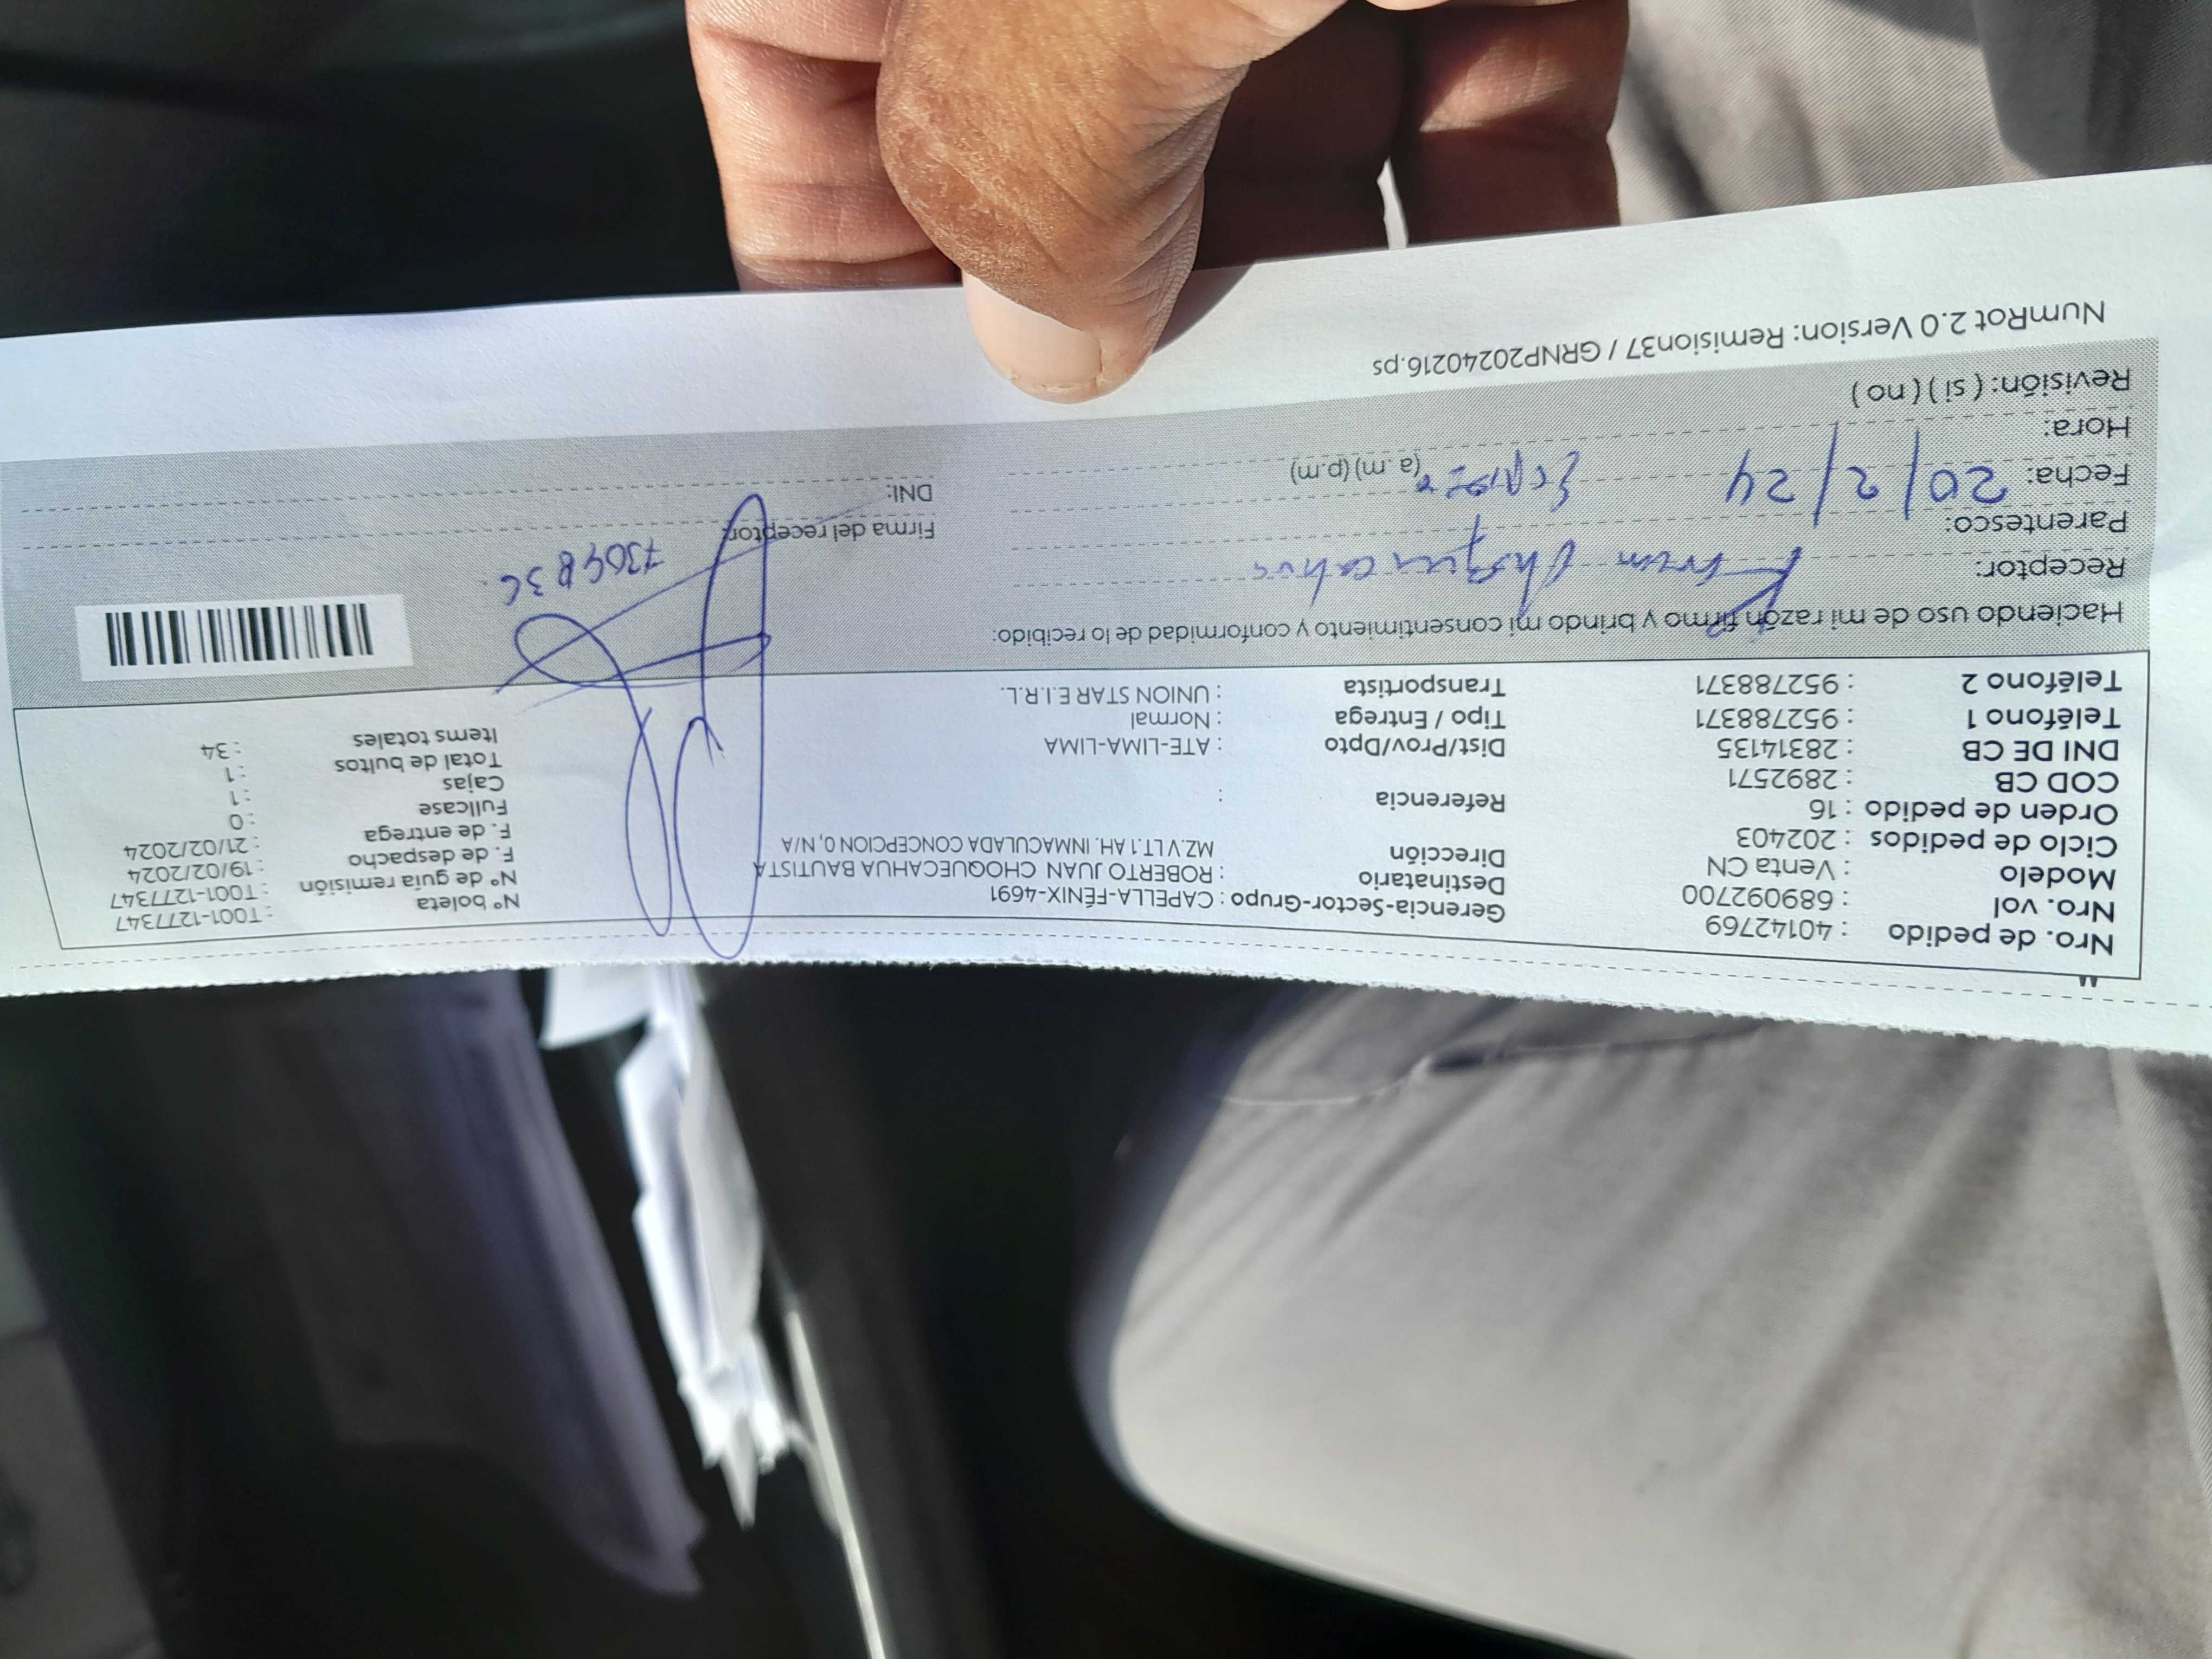 Nro. de pedido : 40142769 Gerencia-Sector-Grupo : CAPELLA-FÉNIX-4691 Nº boleta : T001-1277347
Nro. vol : 689092700 Destinatario : ROBERTO JUAN CHOQUECAHUA BAUTISTA Nº de guia remisión : T001-1277347
Modelo : Venta CN Dirección MZ.V LT.1 AH. INMACULADA CONCEPCION 0, N/A F. de despacho : 19/02/2024
Ciclo de pedidos : 202403 F. de entrega : 21/02/2024
Orden de pedido : 16 Referencia : Fullcase : 0
COD CB : 2892571 Cajas : 1
DNI DE CB : 28314135 Dist/Prov/Dpto : ATE-LIMA-LIMA Total de bultos : 1
Teléfono 1 : 952788371 Tipo / Entrega : Normal Items totales : 34
Teléfono 2 : 952788371 Transportista : UNION STAR E.I.R.L.
Haciendo uso de mi razón firmo y brindo mi consentimiento y conformidad de lo recibido:
Receptor:
Parentesco: Firma del receptor:
Fecha: 20/2/24 DNI:
Hora: (a.m) (p.m)
Revisión: ( si ) ( no )
NumRot 2.0 Version: Remision37 / GRNP20240216.ps